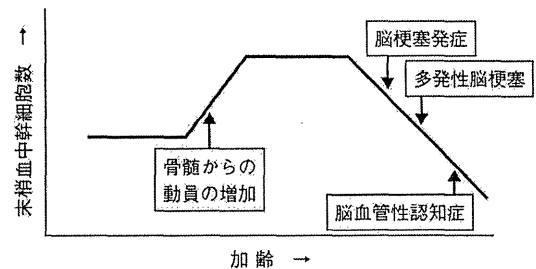 末梢血中幹細胞数 →
脳梗塞発症
多発性脳梗塞
骨髄からの
動員の増加
脳血管性認知症
加齢 →